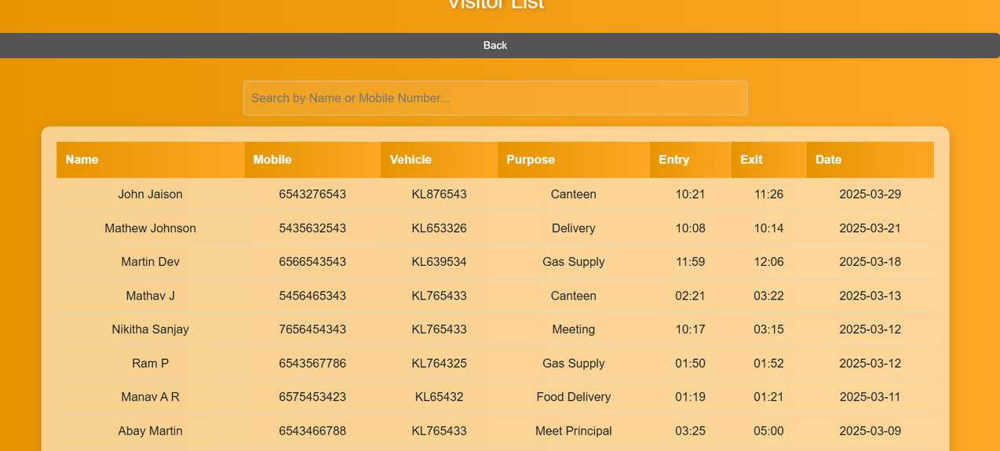 Visitor List
Back
Search by Name or Mobile Number...
Name Mobile Vehicle Purpose Entry Exit Date
John Jaison 6543276543 KL876543 Canteen 10:21 11:26 2025-03-29
Mathew Johnson 5435632543 KL653326 Delivery 10:08 10:14 2025-03-21
Martin Dev 6566543543 KL639534 Gas Supply 11:59 12:06 2025-03-18
Mathav J 5456465343 KL765433 Canteen 02:21 03:22 2025-03-13
Nikitha Sanjay 7656454343 KL765433 Meeting 10:17 03:15 2025-03-12
Ram P 6543567786 KL764325 Gas Supply 01:50 01:52 2025-03-12
Manav A R 6575453423 KL65432 Food Delivery 01:19 01:21 2025-03-11
Abay Martin 6543466788 KL765433 Meet Principal 03:25 05:00 2025-03-09